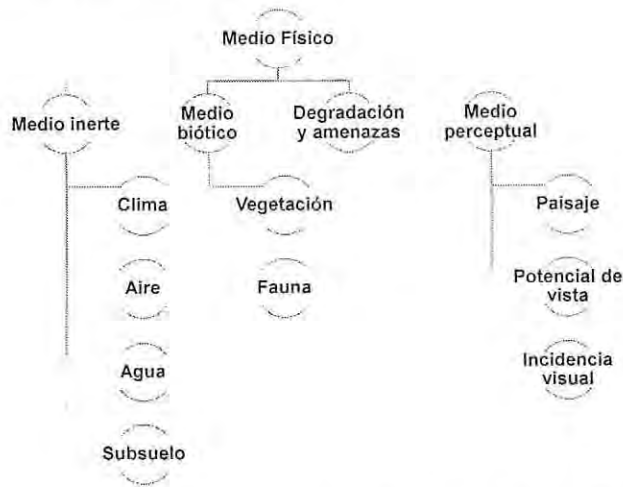 Medio Físico
Medio inerte
Medio
biótico
Degradación
y amenazas
Medio
perceptual
Clima
Vegetación
Paisaje
Aire
Fauna
Potencial de
vista
Agua
Incidencia
visual
Subsuelo